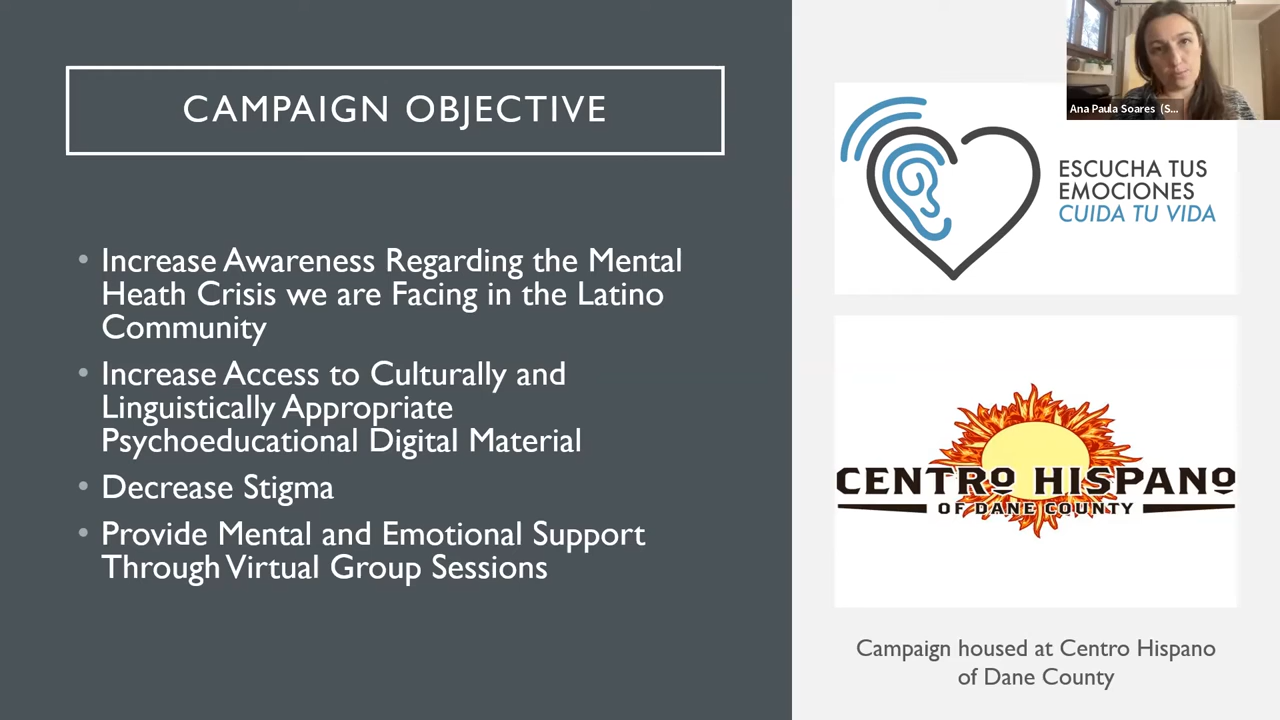 CAMPAIGN OBJECTIVE
• Increase Awareness Regarding the Mental
Heath Crisis we are Facing in the Latino
Community
• Increase Access to Culturally and
Linguistically Appropriate
Psychoeducational Digital Material
• Decrease Stigma
• Provide Mental and Emotional Support
Through Virtual Group Sessions
Ana Paula Soares (S...
ESCUCHA TUS
EMOCIONES
CUIDA TU VIDA
CENTRO HISPANO
OF DANE COUNTY
Campaign housed at Centro Hispano
of Dane County